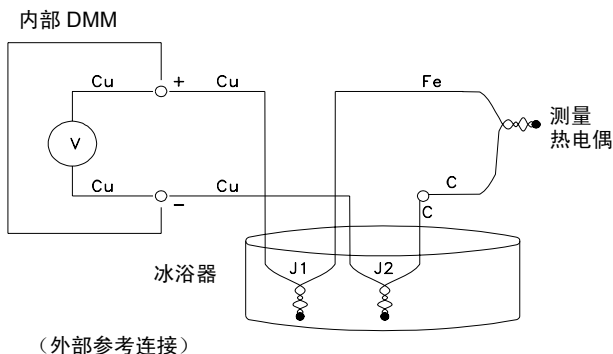 内部 DMM
Cu + Cu Fe
测量
热电偶
V
Cu - Cu C
C
J1 J2
冰浴器
（外部参考连接）